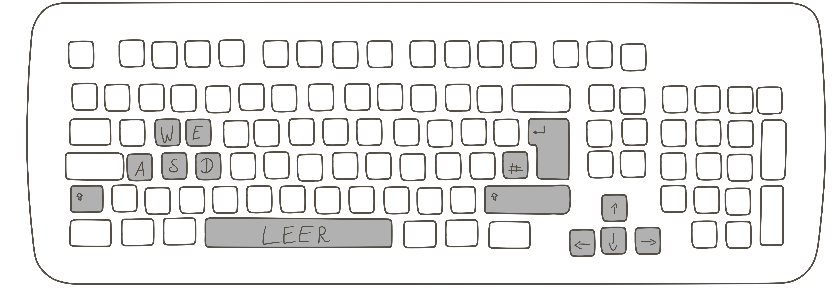 W E
↵
A S D #
⇧ ⇧
↑
LEER
← ↓ →